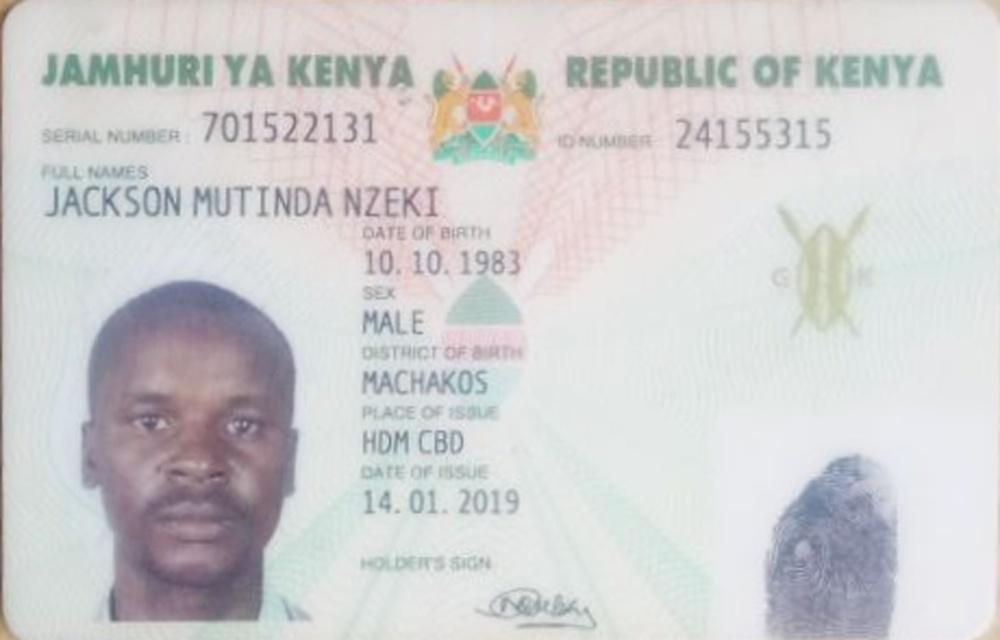 JAMHURI YA KENYA REPUBLIC OF KENYA
SERIAL NUMBER : 701522131 ID NUMBER 24155315
FULL NAMES
JACKSON MUTINDA NZEKI
DATE OF BIRTH
10. 10. 1983
SEX
MALE
DISTRICT OF BIRTH
MACHAKOS
PLACE OF ISSUE
HDM CBD
DATE OF ISSUE
14. 01. 2019
HOLDER'S SIGN
G K